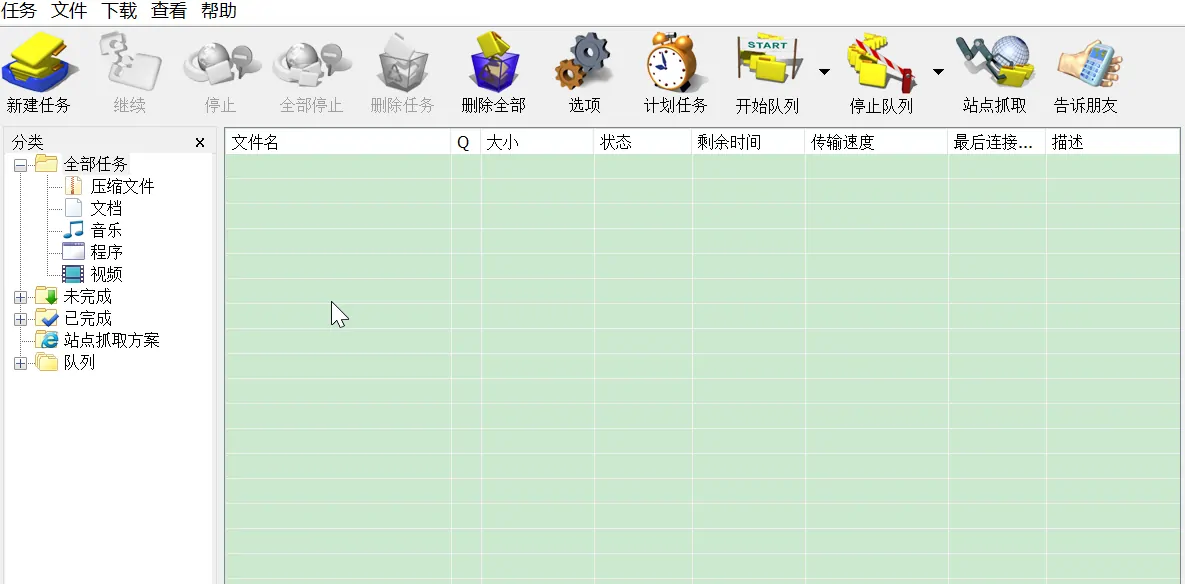 任务 文件 下载 查看 帮助
START
新建任务 继续 停止 全部停止 删除任务 删除全部 选项 计划任务 开始队列 停止队列 站点抓取 告诉朋友
分类 x 文件名 Q 大小 状态 剩余时间 传输速度 最后连接... 描述
全部任务
压缩文件
文档
音乐
程序
视频
未完成
已完成
站点抓取方案
队列